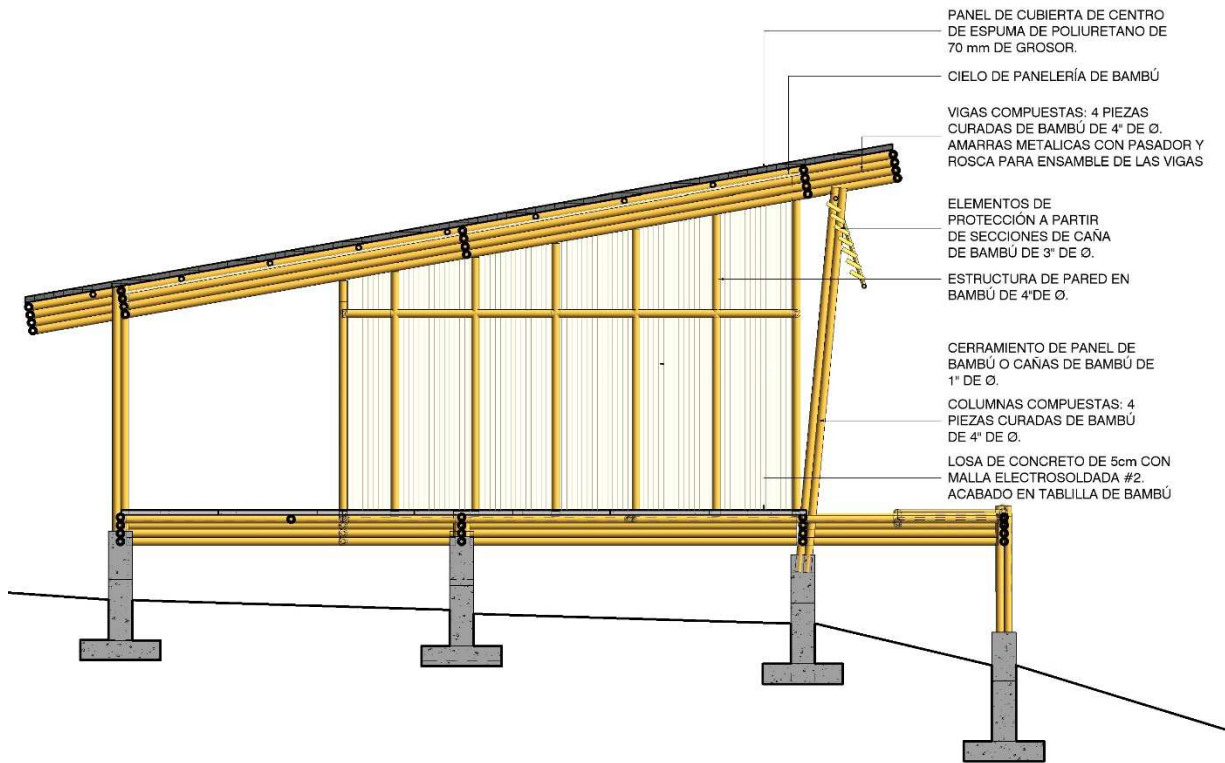 PANEL DE CUBIERTA DE CENTRO
DE ESPUMA DE POLIURETANO DE
70 mm DE GROSOR.
CIELO DE PANELERÍA DE BAMBÚ
VIGAS COMPUESTAS: 4 PIEZAS
CURADAS DE BAMBÚ DE 4" DE Ø.
AMARRAS METALICAS CON PASADOR Y
ROSCA PARA ENSAMBLE DE LAS VIGAS
ELEMENTOS DE
PROTECCIÓN A PARTIR
DE SECCIONES DE CAÑA
DE BAMBÚ DE 3" DE Ø.
ESTRUCTURA DE PARED EN
BAMBÚ DE 4"DE Ø.
CERRAMIENTO DE PANEL DE
BAMBÚ O CAÑAS DE BAMBÚ DE
1" DE Ø.
COLUMNAS COMPUESTAS: 4
PIEZAS CURADAS DE BAMBÚ
DE 4" DE Ø.
LOSA DE CONCRETO DE 5cm CON
MALLA ELECTROSOLDADA #2.
ACABADO EN TABLILLA DE BAMBÚ